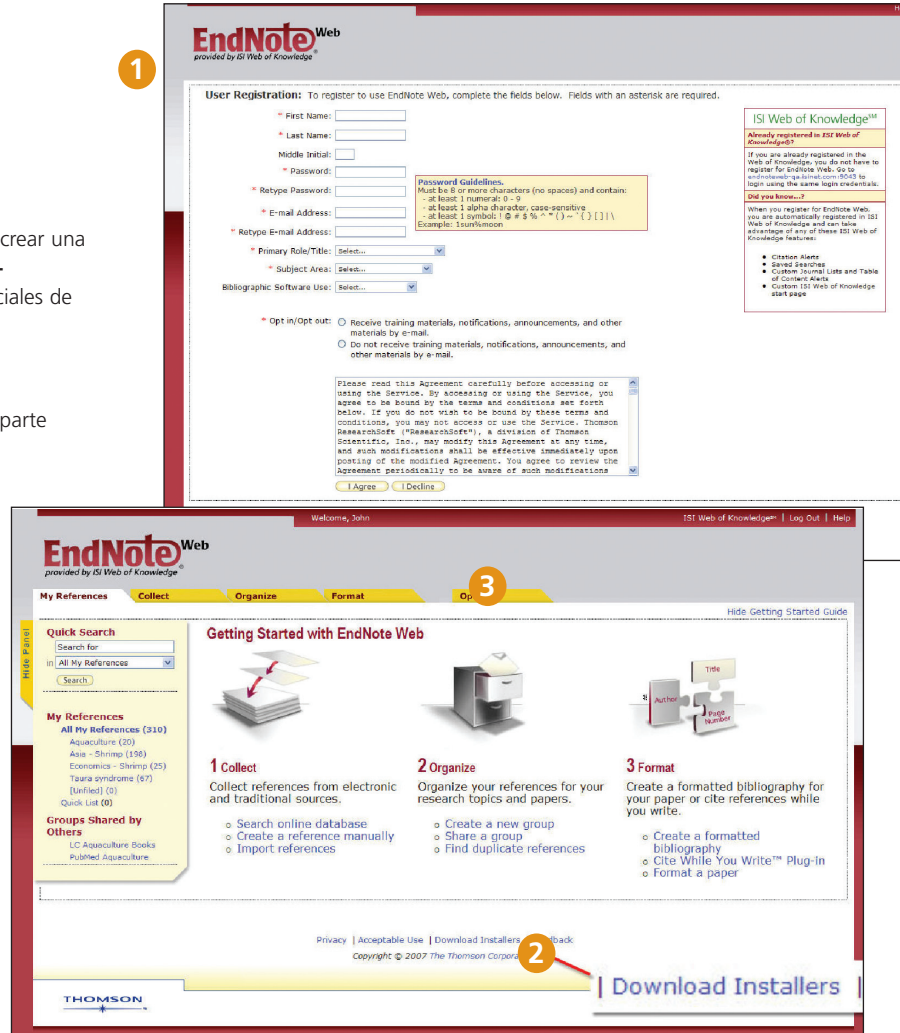 H
EndNote Web
provided by ISI Web of Knowledge
1
User Registration: To register to use EndNote Web, complete the fields below. Fields with an asterisk are required.
* First Name:
* Last Name:
Middle Initial:
* Password:
* Retype Password:
* E-mail Address:
* Retype E-mail Address:
* Primary Role/Title: Select...
* Subject Area: Select...
Bibliographic Software Use: Select...
Password Guidelines.
Must be 8 or more characters (no spaces) and contain:
- at least 1 numeral: 0 - 9
- at least 1 alpha character, case-sensitive
- at least 1 symbol: ! @ # $ % ^ * ( ) ~ ` { } [ ] | \
Example: 1sun%moon
ISI Web of Knowledge℠
Already registered in ISI Web of
Knowledge®?
If you are already registered in the
Web of Knowledge, you do not have to
register for EndNote Web. Go to
endnoteweb-qa.isinet.com:9043 to
login using the same login credentials.
Did you know...?
When you register for EndNote Web,
you are automatically registered in ISI
Web of Knowledge and can take
advantage of any of these ISI Web of
Knowledge features:
• Citation Alerts
• Saved Searches
• Custom Journal Lists and Table
of Content Alerts
• Custom ISI Web of Knowledge
start page
crear una
.
ciales de
parte
* Opt in/Opt out: Receive training materials, notifications, announcements, and other
materials by e-mail.
Do not receive training materials, notifications, announcements, and
other materials by e-mail.
Please read this Agreement carefully before accessing or
using the Service. By accessing or using the Service, you
agree to be bound by the terms and conditions set forth
below. If you do not wish to be bound by these terms and
conditions, you may not access or use the Service. Thomson
ResearchSoft ("ResearchSoft"), a division of Thomson
Scientific, Inc., may modify this Agreement at any time,
and such modifications shall be effective immediately upon
posting of the modified Agreement. You agree to review the
Agreement periodically to be aware of such modifications
I Agree I Decline
Welcome, John
ISI Web of Knowledge℠ | Log Out | Help
EndNote Web
provided by ISI Web of Knowledge
3
My References Collect Organize Format Op
Hide Getting Started Guide
Hide Panel
Quick Search
Search for
in All My References
Search
My References
All My References (310)
Aquaculture (20)
Asia - Shrimp (198)
Economics - Shrimp (25)
Taura syndrome (67)
[Unfiled] (0)
Quick List (0)
Groups Shared by
Others
LC Aquaculture Books
PubMed Aquaculture
Getting Started with EndNote Web
1 Collect
Collect references from electronic
and traditional sources.
Search online database
Create a reference manually
Import references
2 Organize
Organize your references for your
research topics and papers.
Create a new group
Share a group
Find duplicate references
Title
Author
Page
Number
3 Format
Create a formatted bibliography for
your paper or cite references while
you write.
Create a formatted
bibliography
Cite While You Write™ Plug-in
Format a paper
Privacy | Acceptable Use | Download Installers dback
Copyright © 2007 The Thomson Corpora
2
| Download Installers |
THOMSON